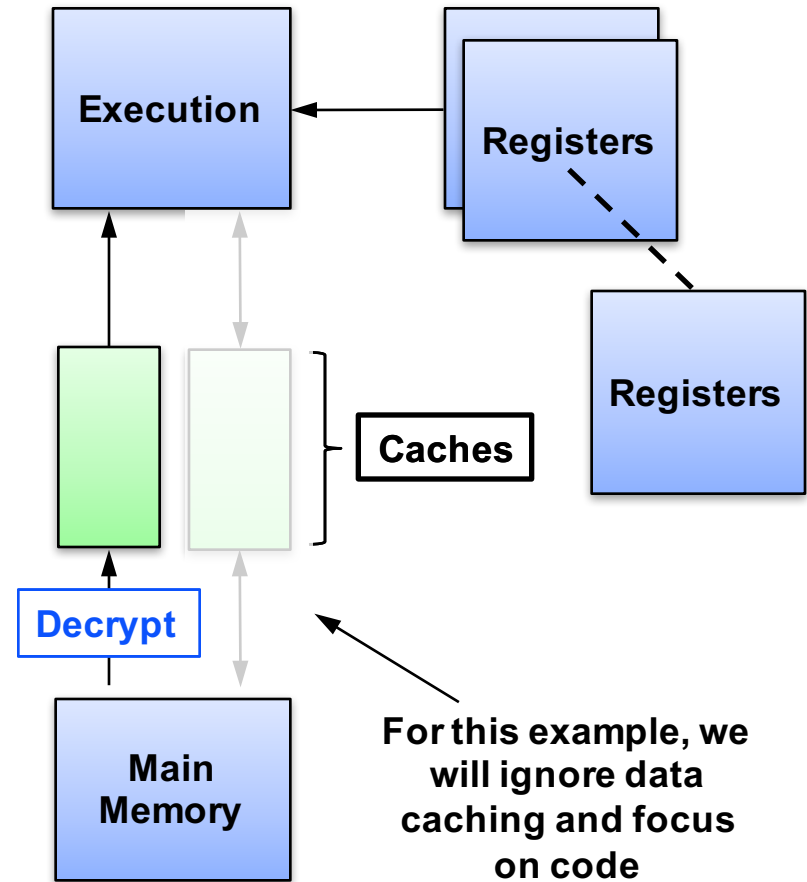 Execution
Registers
Registers
Caches
Decrypt
Main
Memory
For this example, we
will ignore data
caching and focus
on code